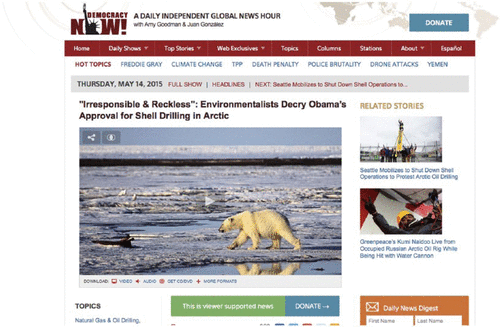 DEMOCRACY
NOW!
A DAILY INDEPENDENT GLOBAL NEWS HOUR
with Amy Goodman & Juan González
DONATE
Home Daily Shows Top Stories Web Exclusives Topics Columns Stations About Español
HOT TOPICS FREDDIE GRAY CLIMATE CHANGE TPP DEATH PENALTY POLICE BRUTALITY DRONE ATTACKS YEMEN
THURSDAY, MAY 14, 2015 FULL SHOW | HEADLINES | NEXT: Seattle Mobilizes to Shut Down Shell Operations to...
"Irresponsible & Reckless": Environmentalists Decry Obama's
Approval for Shell Drilling in Arctic
DOWNLOAD: VIDEO AUDIO GET CD/DVD + MORE FORMATS
TOPICS
Natural Gas & Oil Drilling,
This is viewer supported news
DONATE →
RELATED STORIES
Seattle Mobilizes to Shut Down Shell
Operations to Protest Arctic Oil Drilling
Greenpeace's Kumi Naidoo Live from
Occupied Russian Arctic Oil Rig While
Being Hit with Water Cannon
Daily News Digest
First Name Last Name